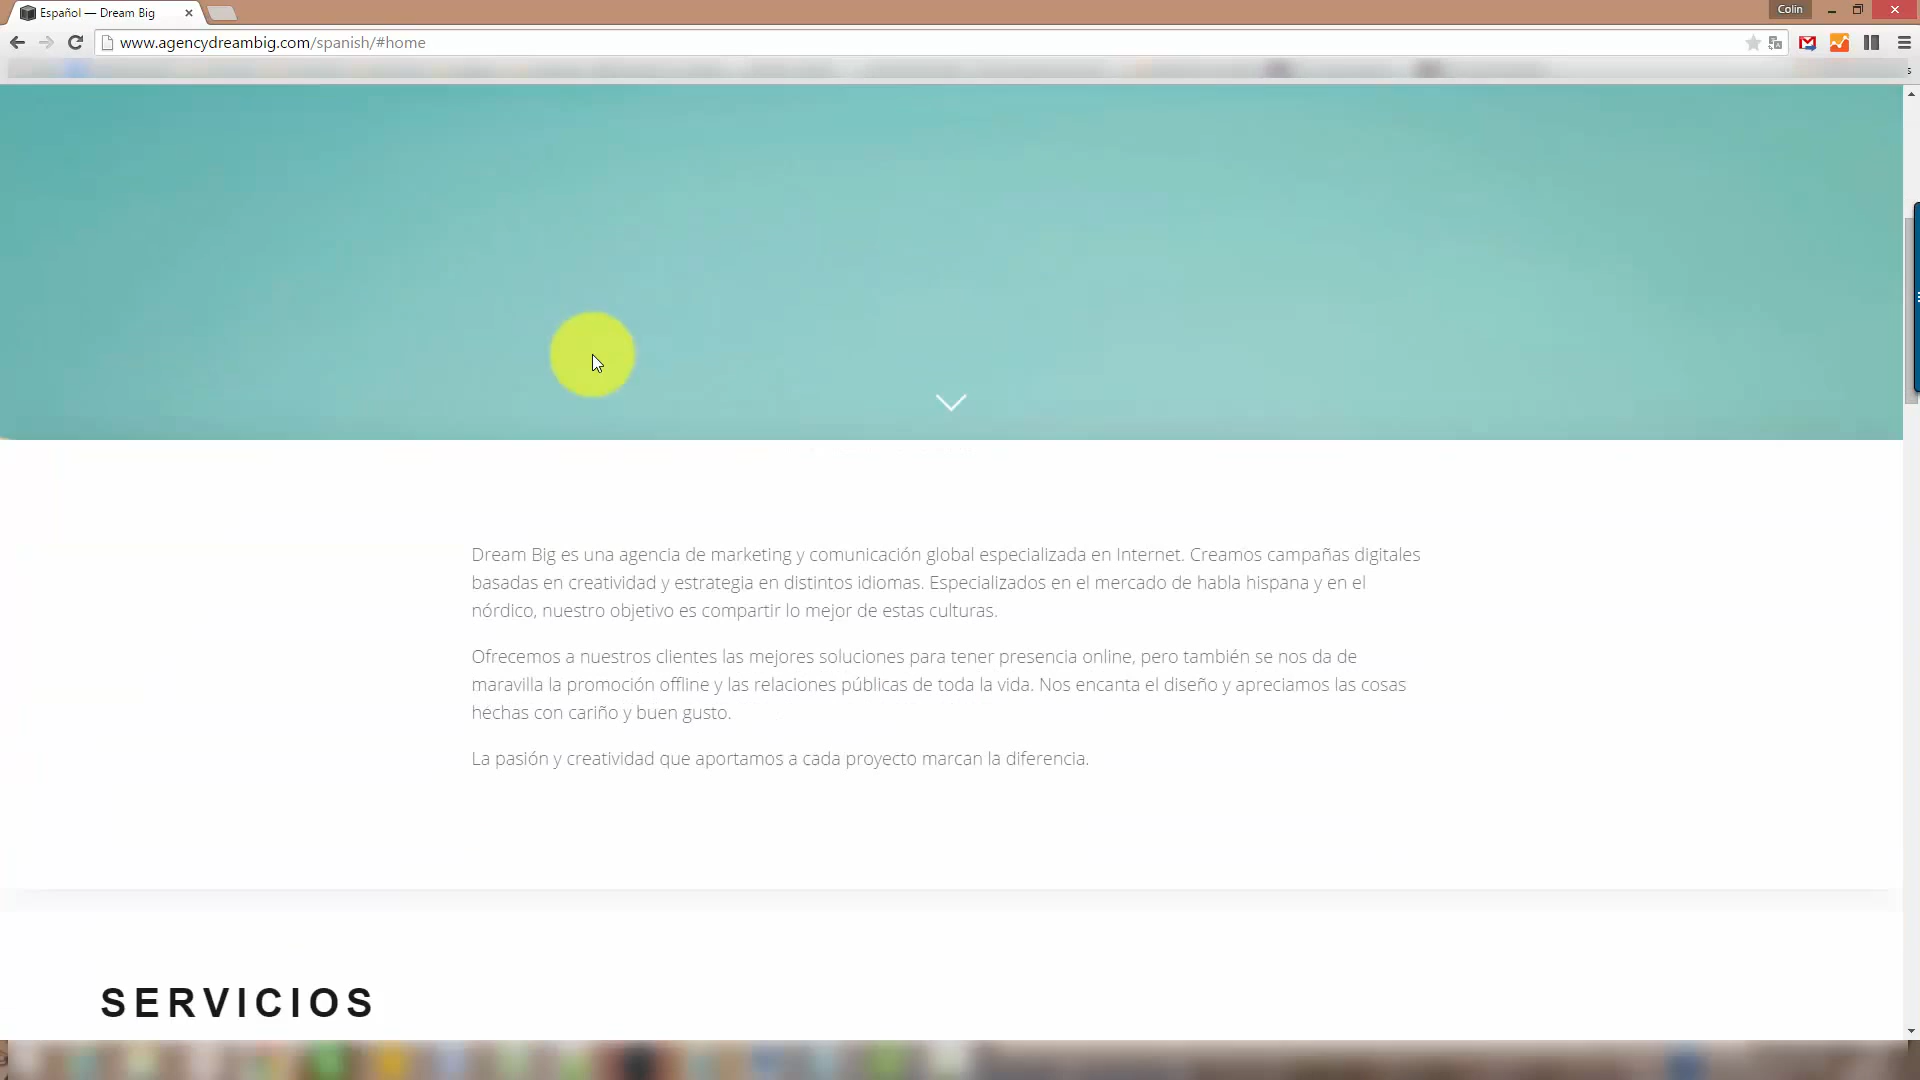 Español — Dream Big
Colin
www.agencydreambig.com/spanish/#home
Dream Big es una agencia de marketing y comunicación global especializada en Internet. Creamos campañas digitales
basadas en creatividad y estrategia en distintos idiomas. Especializados en el mercado de habla hispana y en el
nórdico, nuestro objetivo es compartir lo mejor de estas culturas.
Ofrecemos a nuestros clientes las mejores soluciones para tener presencia online, pero también se nos da de
maravilla la promoción offline y las relaciones públicas de toda la vida. Nos encanta el diseño y apreciamos las cosas
hechas con cariño y buen gusto.
La pasión y creatividad que aportamos a cada proyecto marcan la diferencia.
SERVICIOS